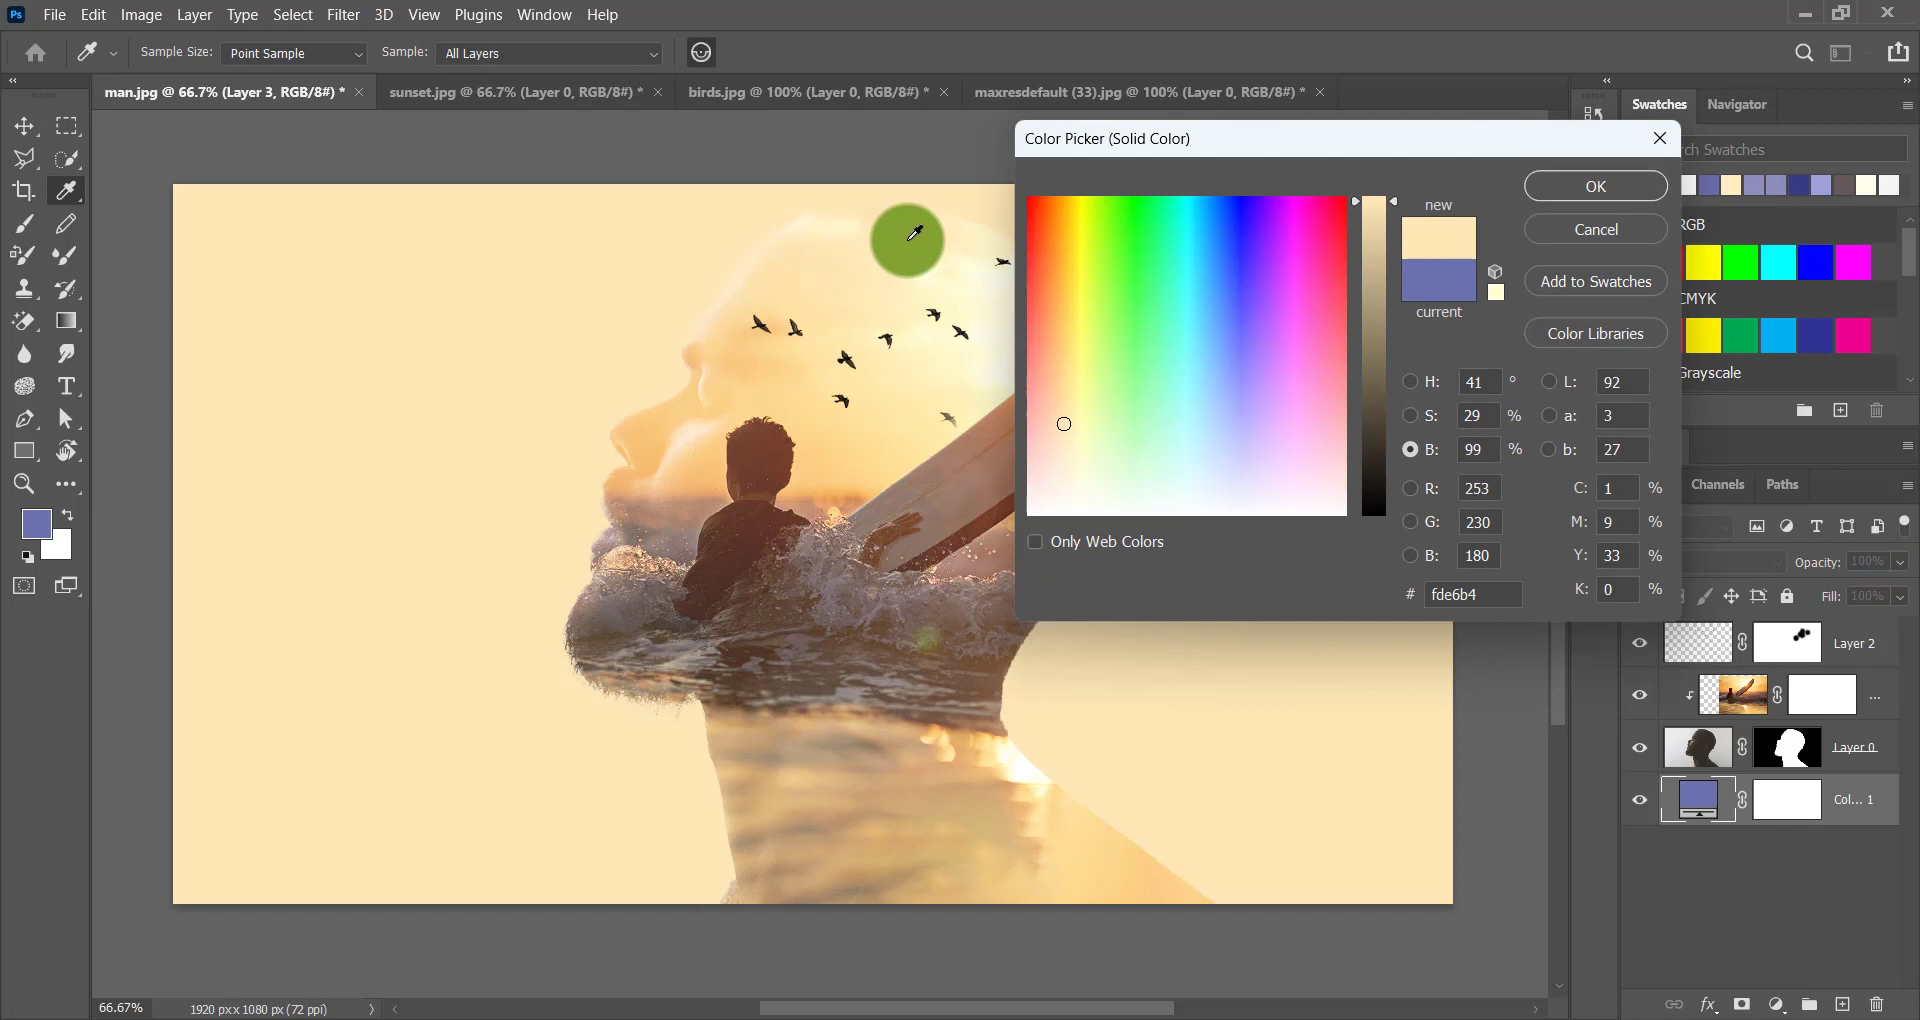 Ps File Edit Image Layer Type Select Filter 3D View Plugins Window Help
Sample Size: Point Sample Sample: All Layers
man.jpg @ 66.7% (Layer 3, RGB/8#) *
sunset.jpg @ 66.7% (Layer 0, RGB/8#) *
birds.jpg @ 100% (Layer 0, RGB/8#) *
maxresdefault (33).jpg @ 100% (Layer 0, RGB/8#) *
Swatches Navigator
Color Picker (Solid Color)
rch Swatches
new
current
OK
Cancel
Add to Swatches
Color Libraries
RGB
CMYK
Grayscale
H: 41 ° L: 92
S: 29 % a: 3
B: 99 % b: 27
R: 253 C: 1 %
G: 230 M: 9 %
B: 180 Y: 33 %
# fde6b4 K: 0 %
Only Web Colors
Channels Paths
Opacity: 100%
Fill: 100%
Layer 2
...
Layer 0
Col... 1
fx
66.67% 1920 px x 1080 px (72 ppi)